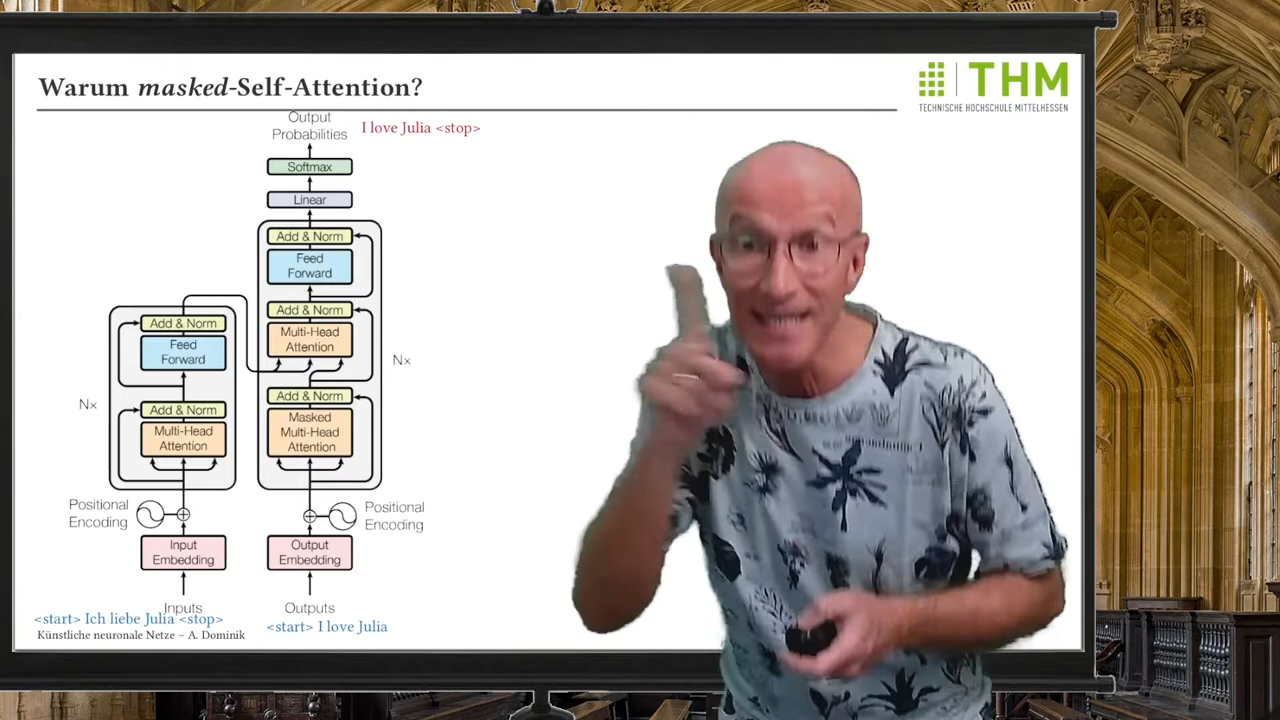 Warum masked-Self-Attention?
THM
TECHNISCHE HOCHSCHULE MITTELHESSEN
Output
Probabilities
I love Julia <stop>
Softmax
Linear
Add & Norm
Feed
Forward
Add & Norm
Multi-Head
Attention
Nx
Add & Norm
Masked
Multi-Head
Attention
Add & Norm
Feed
Forward
Nx
Add & Norm
Multi-Head
Attention
Positional
Encoding
Positional
Encoding
Input
Embedding
Output
Embedding
Inputs
Outputs
<start> Ich liebe Julia <stop>
<start> I love Julia
Künstliche neuronale Netze – A. Dominik